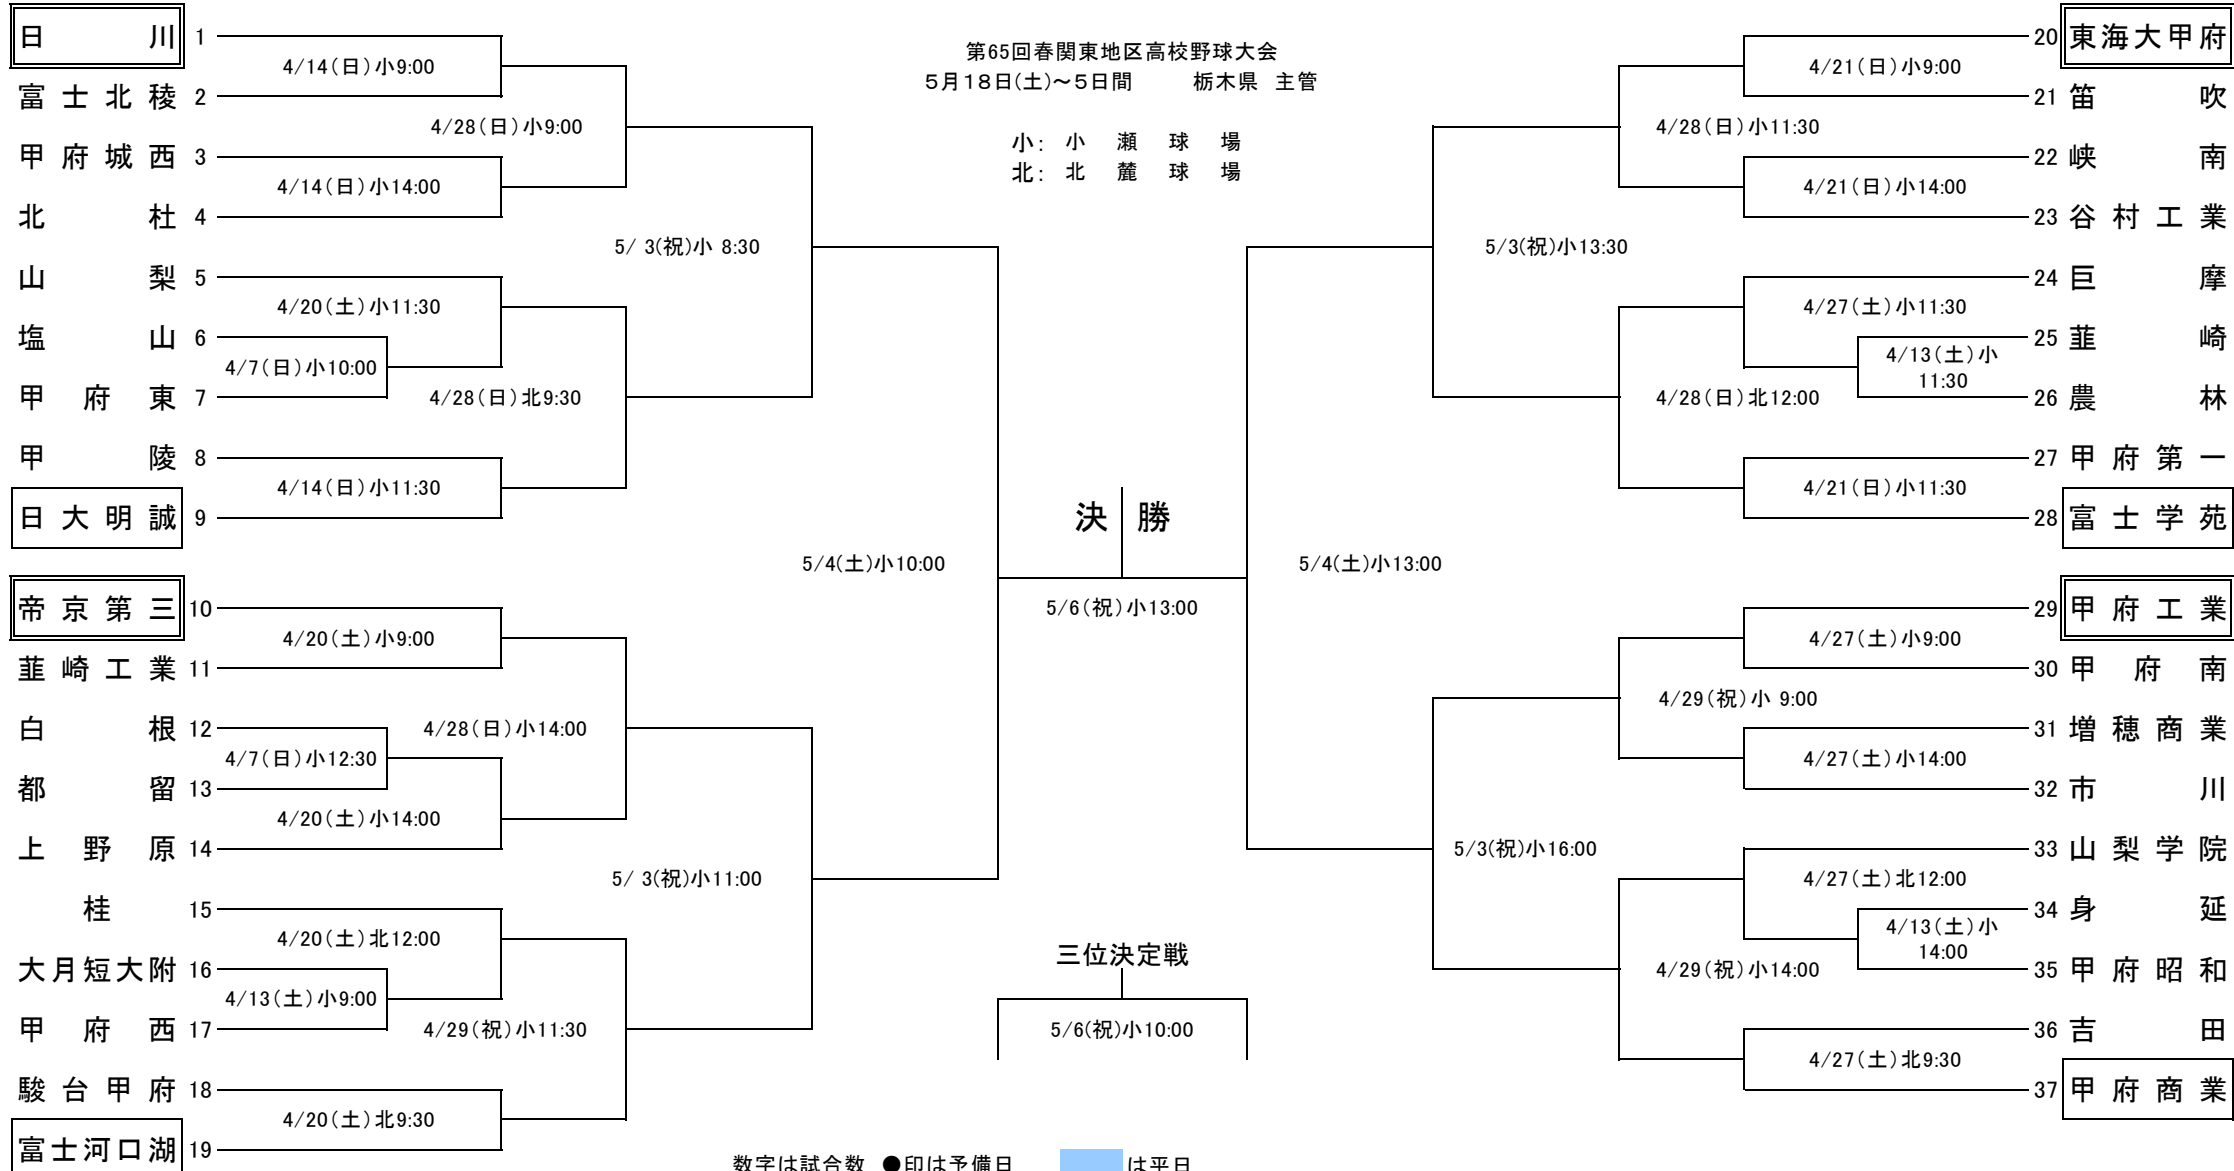 第65回春関東地区高校野球大会
5月18日(土)～5日間 栃木県 主管
小: 小瀬球場
北: 北麓球場
日川 1
4/14(日)小9:00
富士北稜 2
4/28(日)小9:00
甲府城西 3
4/14(日)小14:00
北杜 4
5/ 3(祝)小 8:30
山梨 5
4/20(土)小11:30
塩山 6
4/7(日)小10:00
甲府東 7
4/28(日)北9:30
甲陵 8
4/14(日)小11:30
日大明誠 9
5/4(土)小10:00
帝京第三 10
4/20(土)小9:00
韮崎工業 11
白根 12
4/28(日)小14:00
4/7(日)小12:30
都留 13
4/20(土)小14:00
上野原 14
5/ 3(祝)小11:00
桂 15
4/20(土)北12:00
大月短大附 16
4/13(土)小9:00
甲府西 17
4/29(祝)小11:30
駿台甲府 18
4/20(土)北9:30
富士河口湖 19
決勝
5/6(祝)小13:00
三位決定戦
5/6(祝)小10:00
20 東海大甲府
4/21(日)小9:00
21 笛吹
4/28(日)小11:30
22 峡南
4/21(日)小14:00
23 谷村工業
5/3(祝)小13:30
24 巨摩
4/27(土)小11:30
25 韮崎
4/13(土)小
11:30
26 農林
4/28(日)北12:00
27 甲府第一
4/21(日)小11:30
28 富士学苑
5/4(土)小13:00
29 甲府工業
4/27(土)小9:00
30 甲府南
4/29(祝)小 9:00
31 増穂商業
4/27(土)小14:00
32 市川
5/3(祝)小16:00
33 山梨学院
4/27(土)北12:00
34 身延
4/13(土)小
14:00
35 甲府昭和
4/29(祝)小14:00
36 吉田
4/27(土)北9:30
37 甲府商業
数字は試合数 ●印は予備日 は平日